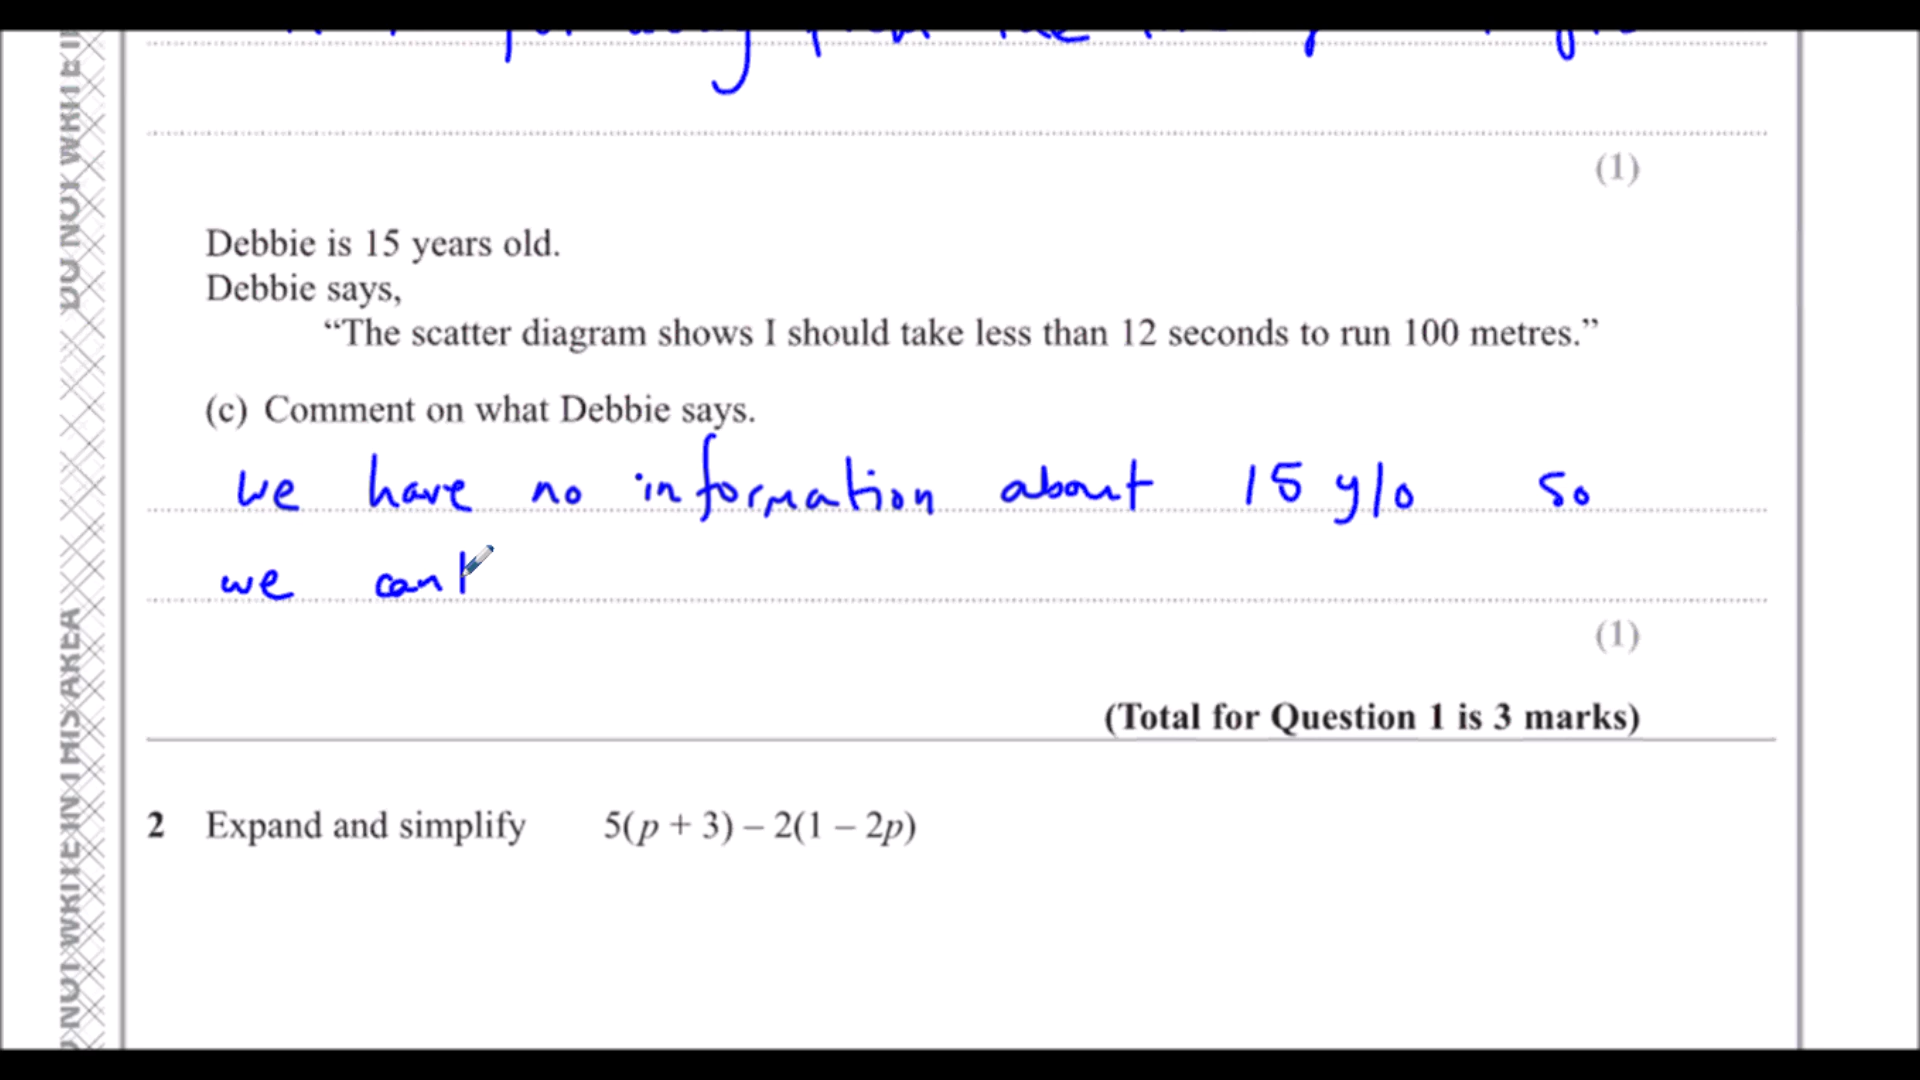 (1)
Debbie is 15 years old.
Debbie says,
“The scatter diagram shows I should take less than 12 seconds to run 100 metres.”
(c) Comment on what Debbie says.
we have no information about 15 y/o so
we cant
(1)
(Total for Question 1 is 3 marks)
2 Expand and simplify 5(p + 3) – 2(1 – 2p)